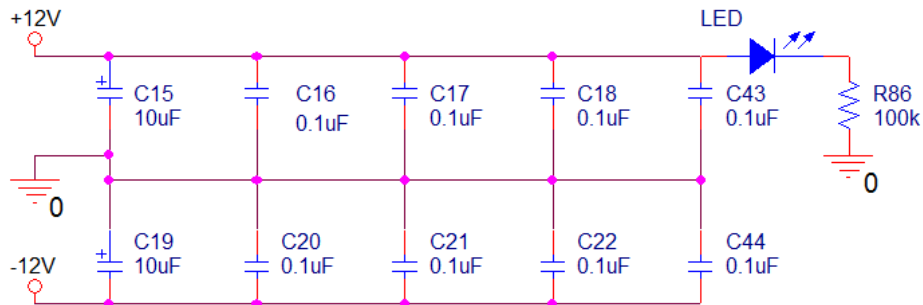 +12V
LED
C15
10uF
C16
0.1uF
C17
0.1uF
C18
0.1uF
C43
0.1uF
R86
100k
0
0
+
C19
10uF
+
C20
0.1uF
C21
0.1uF
C22
0.1uF
C44
0.1uF
-12V